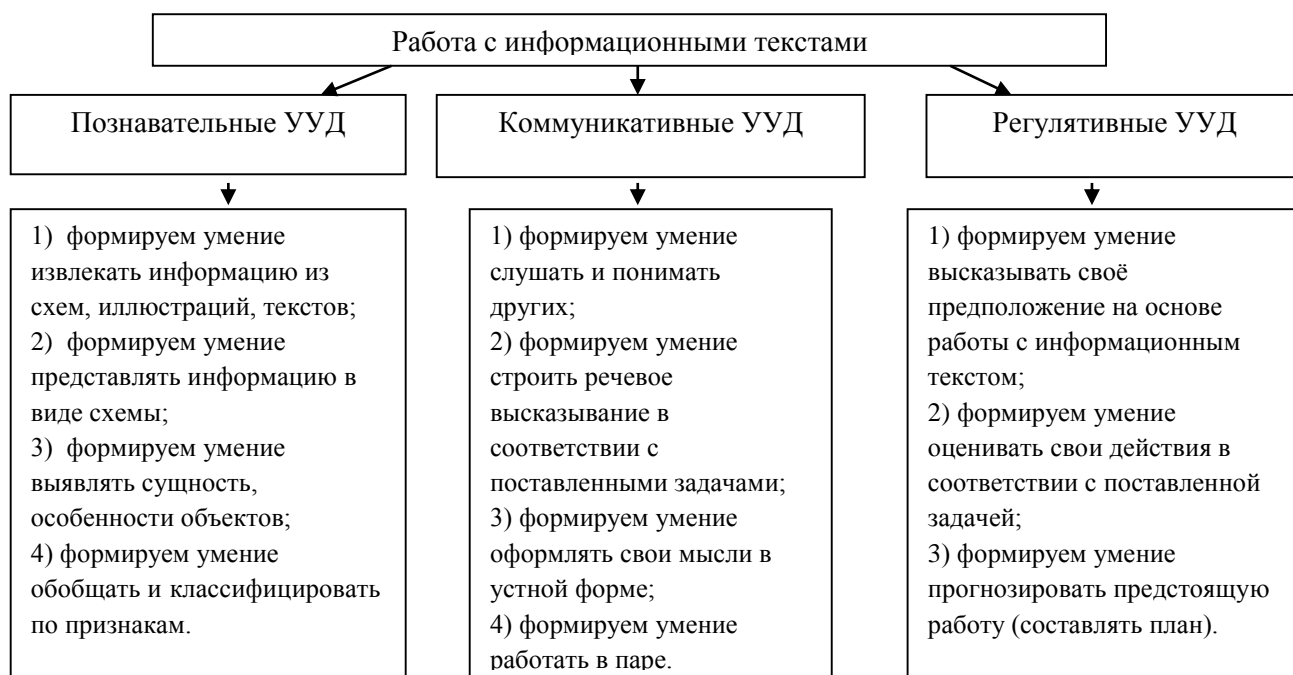 Работа с информационными текстами
Познавательные УУД
Коммуникативные УУД
Регулятивные УУД
1) формируем умение
извлекать информацию из
схем, иллюстраций, текстов;
2) формируем умение
представлять информацию в
виде схемы;
3) формируем умение
выявлять сущность,
особенности объектов;
4) формируем умение
обобщать и классифицировать
по признакам.
1) формируем умение
слушать и понимать
других;
2) формируем умение
строить речевое
высказывание в
соответствии с
поставленными задачами;
3) формируем умение
оформлять свои мысли в
устной форме;
4) формируем умение
работать в паре.
1) формируем умение
высказывать своё
предположение на основе
работы с информационным
текстом;
2) формируем умение
оценивать свои действия в
соответствии с поставленной
задачей;
3) формируем умение
прогнозировать предстоящую
работу (составлять план).